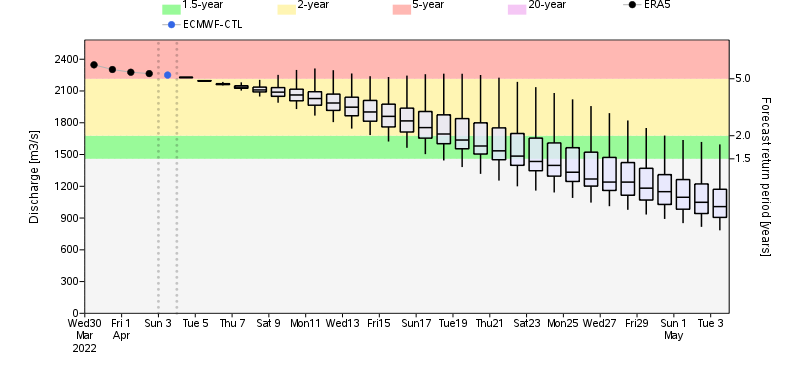 1.5-year 2-year 5-year 20-year ERA5
ECMWF-CTL
2400
2100
1800
1500
1200
900
600
300
0
Discharge [m3/s]
5.0
2.0
1.5
Forecast return period [years]
Wed30 Fri 1 Sun 3 Tue 5 Thu 7 Sat 9 Mon11 Wed13 Fri15 Sun17 Tue19 Thu21 Sat23 Mon25 Wed27 Fri29 Sun 1 Tue 3
Mar Apr May
2022